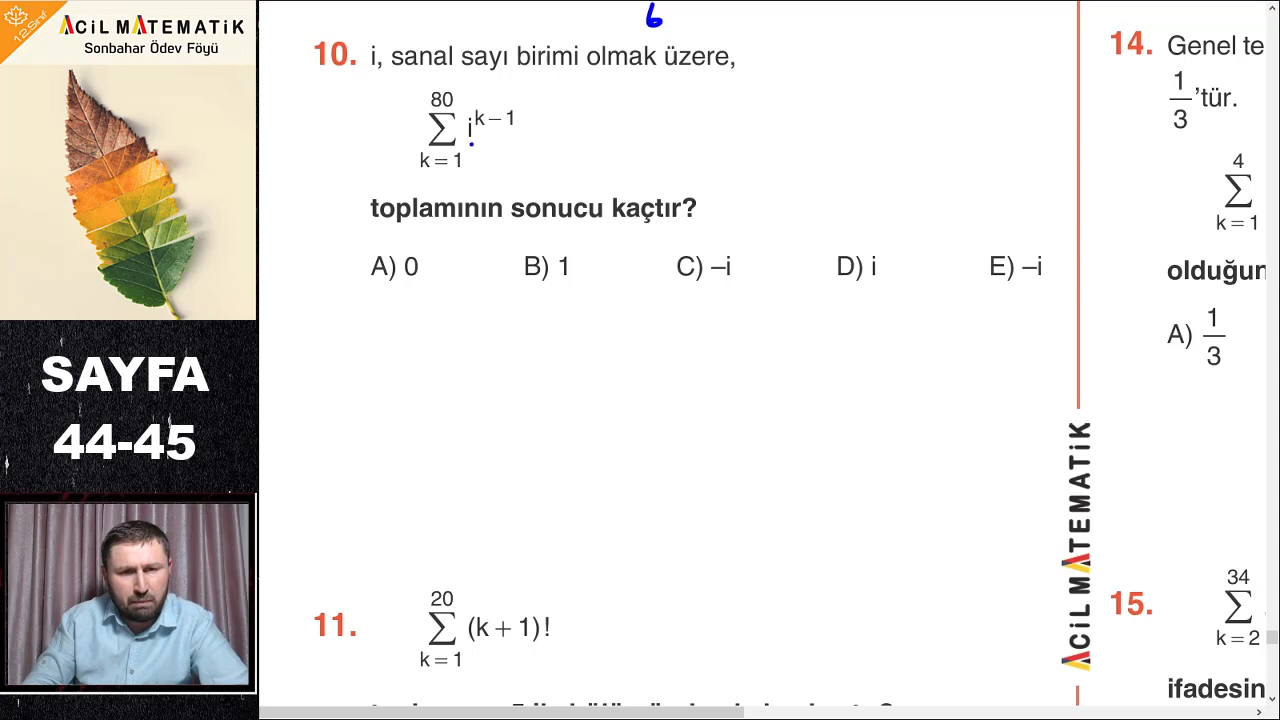 12.Sınıf
ACiL MATEMATiK
Sonbahar Ödev Föyü
SAYFA
44-45
6
10. i, sanal sayı birimi olmak üzere,
80
∑ i^{k – 1}
k = 1
toplamının sonucu kaçtır?
A) 0 B) 1 C) –i D) i E) –i
11. 20
∑ (k + 1)!
k = 1
ACiL MATEMATiK
14. Genel te
1/3 'tür.
4
∑
k = 1
olduğun
A) 1/3
15. 34
∑
k = 2
ifadesin